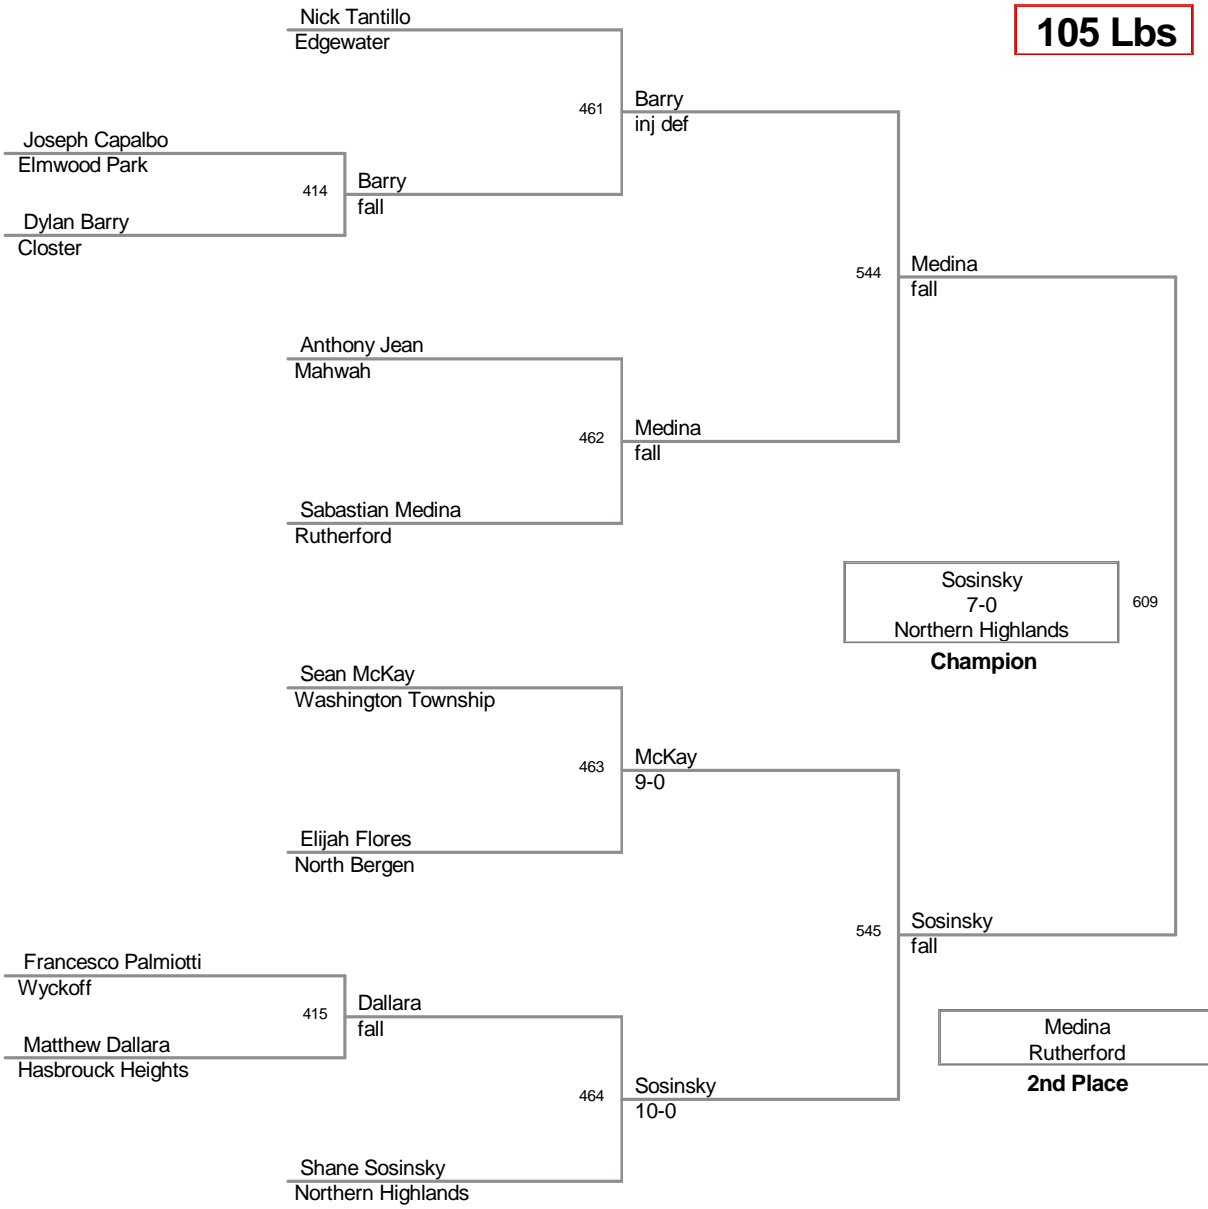 Nick Tantillo
Edgewater
105 Lbs
461
Barry
inj def
Joseph Capalbo
Elmwood Park
414
Barry
fall
Dylan Barry
Closter
544
Medina
fall
Anthony Jean
Mahwah
462
Medina
fall
Sabastian Medina
Rutherford
Sosinsky
7-0
Northern Highlands
609
Champion
Sean McKay
Washington Township
463
McKay
9-0
Elijah Flores
North Bergen
545
Sosinsky
fall
Francesco Palmiotti
Wyckoff
415
Dallara
fall
Matthew Dallara
Hasbrouck Heights
Medina
Rutherford
2nd Place
464
Sosinsky
10-0
Shane Sosinsky
Northern Highlands